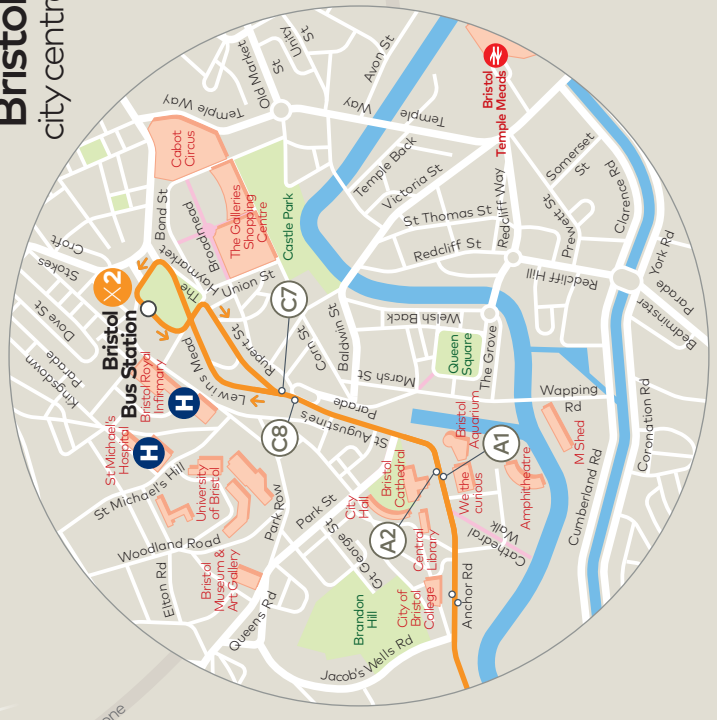 Bristol
city centr
Unity
St
Old Market
St
Avon St
Temple Way
Temple
Way
Bristol
Temple Meads
Cabot
Circus
Bond St
Broadmead
The Galleries
Shopping
Centre
Castle Park
Temple Back
Victoria St
St Thomas St
Redcliff St
Redcliff Way
Somerset
St
Prewett St
Clarence Rd
Redcliff Hill
York Rd
Bedminster
Parade
Croft
Stokes
Dove St
Kingsdown
Parade
X2
The
Haymarket
Union St
Bristol
Bus Station
C7
Rupert St
Corn St
Baldwin St
Welsh Back
Queen
Square
The Grove
Marsh St
Lewins Mead
Bristol Royal
Infirmary
H
St Michael's
Hospital
H
St Michael's Hill
C8
St Augustine's
Parade
Wapping
Rd
M Shed
Bristol
Aquarium
A1
We the
curious
Amphitheatre
Cathedral
Walk
Cumberland Rd
Coronation Rd
University
of Bristol
Park Row
Park St
City
Hall
Bristol
Cathedral
A2
Central
Library
St George St
Woodland Road
Elton Rd
Bristol
Museum &
Art Gallery
Queens Rd
Brandon
Hill
City of
Bristol
College
Anchor Rd
Jacob's Wells Rd
one